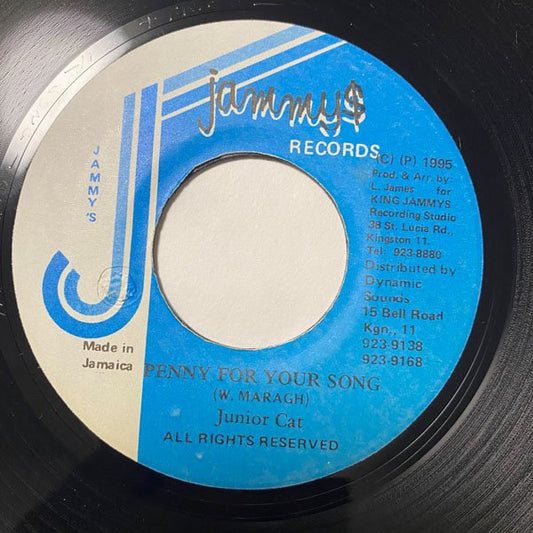 jammy$
RECORDS
JAMMY'S
(C) (P) 1995
Prod. & Arr. by:
L. James for
KING JAMMYS
Recording Studio
38 St. Lucia Rd.,
Kingston 11.
Tel: 923-8880
Distributed by
Dynamic
Sounds
15 Bell Road
Kgn., 11
923-9138
923-9168
Made in
Jamaica
PENNY FOR YOUR SONG
(W. MARAGH)
Junior Cat
ALL RIGHTS RESERVED